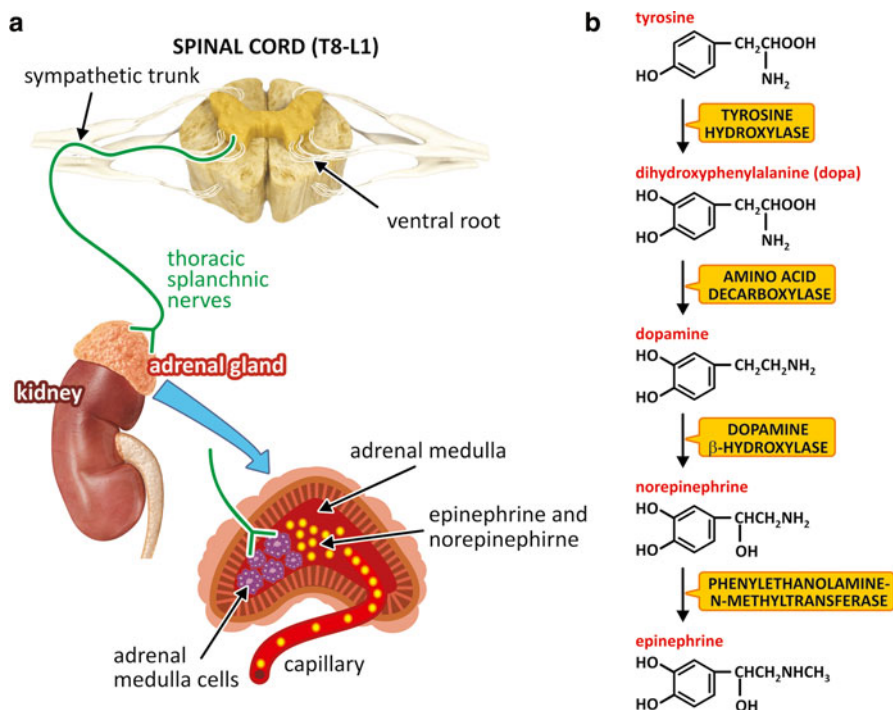 a
SPINAL CORD (T8-L1)
sympathetic trunk
ventral root
thoracic
splanchnic
nerves
adrenal gland
kidney
adrenal medulla
epinephrine and
norepinephirne
adrenal
medulla cells
capillary
b
tyrosine
CH₂CHOOH
HO
NH₂
TYROSINE
HYDROXYLASE
dihydroxyphenylalanine (dopa)
HO
CH₂CHOOH
HO
NH₂
AMINO ACID
DECARBOXYLASE
dopamine
HO
CH₂CH₂NH₂
HO
DOPAMINE
β-HYDROXYLASE
norepinephrine
HO
CHCH₂NH₂
HO
OH
PHENYLETHANOLAMINE-
N-METHYLTRANSFERASE
epinephrine
HO
CHCH₂NHCH₃
HO
OH